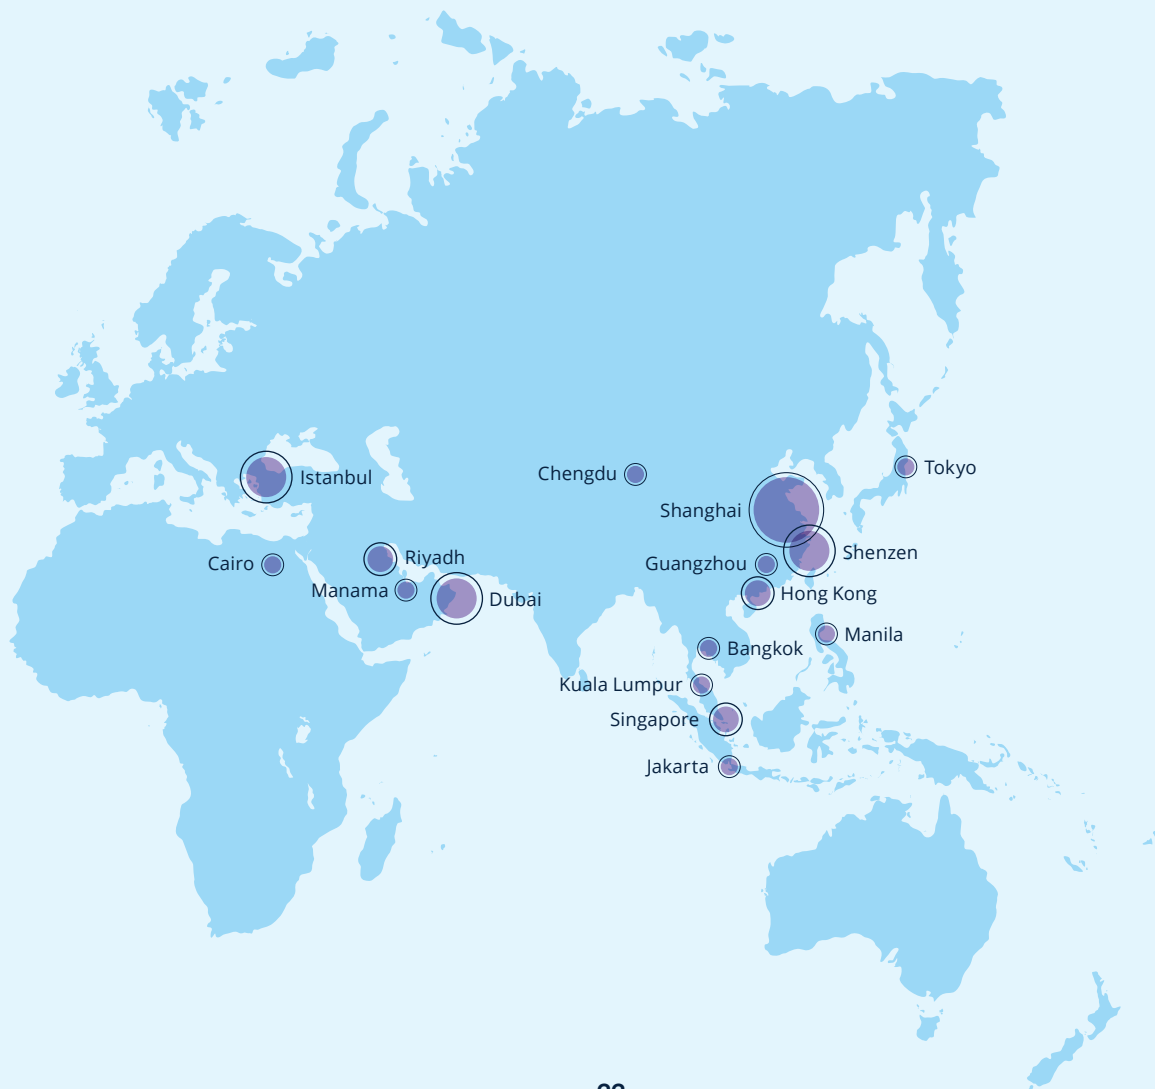 Tokyo
Chengdu
Istanbul
Shanghai
Shenzen
Riyadh
Cairo
Guangzhou
Manama
Hong Kong
Dubai
Manila
Bangkok
Kuala Lumpur
Singapore
Jakarta